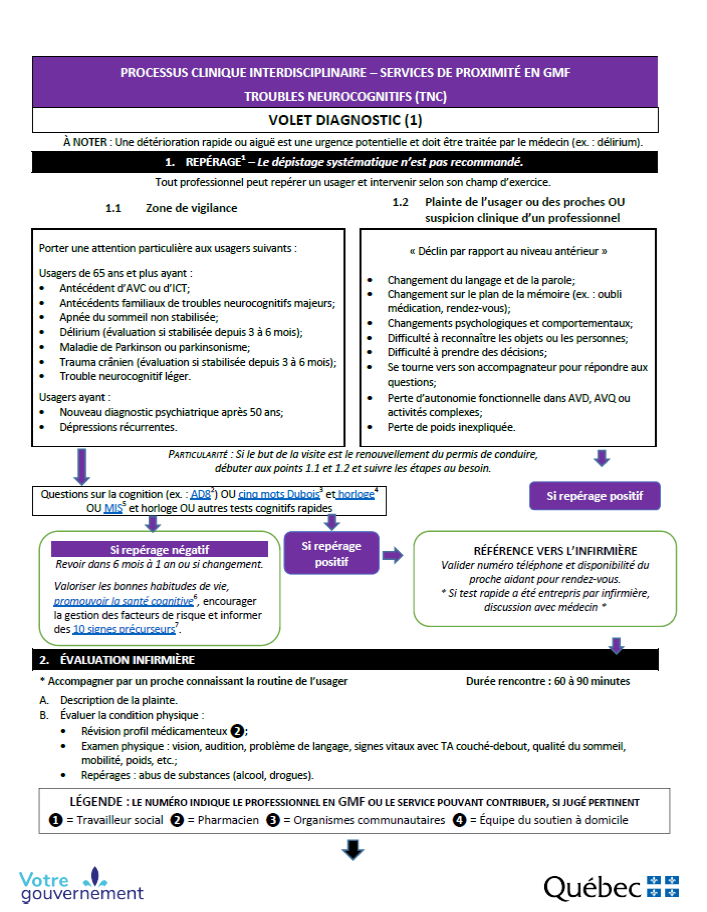 PROCESSUS CLINIQUE INTERDISCIPLINAIRE – SERVICES DE PROXIMITÉ EN GMF
TROUBLES NEUROCOGNITIFS (TNC)
VOLET DIAGNOSTIC (1)
À NOTER : Une détérioration rapide ou aiguë est une urgence potentielle et doit être traitée par le médecin (ex. : délirium).
1. REPÉRAGE1 – Le dépistage systématique n'est pas recommandé.
Tout professionnel peut repérer un usager et intervenir selon son champ d'exercice.
1.1 Zone de vigilance
Porter une attention particulière aux usagers suivants :
Usagers de 65 ans et plus ayant :
• Antécédent d'AVC ou d'ICT;
• Antécédents familiaux de troubles neurocognitifs majeurs;
• Apnée du sommeil non stabilisée;
• Délirium (évaluation si stabilisée depuis 3 à 6 mois);
• Maladie de Parkinson ou parkinsonisme;
• Trauma crânien (évaluation si stabilisée depuis 3 à 6 mois);
• Trouble neurocognitif léger.
Usagers ayant :
• Nouveau diagnostic psychiatrique après 50 ans;
• Dépressions récurrentes.
1.2 Plainte de l'usager ou des proches OU
suspicion clinique d'un professionnel
« Déclin par rapport au niveau antérieur »
• Changement du langage et de la parole;
• Changement sur le plan de la mémoire (ex. : oubli
médication, rendez-vous);
• Changements psychologiques et comportementaux;
• Difficulté à reconnaître les objets ou les personnes;
• Difficulté à prendre des décisions;
• Se tourne vers son accompagnateur pour répondre aux
questions;
• Perte d'autonomie fonctionnelle dans AVD, AVQ ou
activités complexes;
• Perte de poids inexpliquée.
PARTICULARITÉ : Si le but de la visite est le renouvellement du permis de conduire,
débuter aux points 1.1 et 1.2 et suivre les étapes au besoin.
Questions sur la cognition (ex. : AD82) OU cinq mots Dubois3 et horloge4
OU MIS5 et horloge OU autres tests cognitifs rapides
Si repérage positif
Si repérage négatif
Revoir dans 6 mois à 1 an ou si changement.
Valoriser les bonnes habitudes de vie,
promouvoir la santé cognitive6, encourager
la gestion des facteurs de risque et informer
des 10 signes précurseurs7.
Si repérage
positif
RÉFÉRENCE VERS L'INFIRMIÈRE
Valider numéro téléphone et disponibilité du
proche aidant pour rendez-vous.
* Si test rapide a été entrepris par infirmière,
discussion avec médecin *
2. ÉVALUATION INFIRMIÈRE
* Accompagner par un proche connaissant la routine de l'usager Durée rencontre : 60 à 90 minutes
A. Description de la plainte.
B. Évaluer la condition physique :
• Révision profil médicamenteux ❷;
• Examen physique : vision, audition, problème de langage, signes vitaux avec TA couché-debout, qualité du sommeil,
mobilité, poids, etc.;
• Repérages : abus de substances (alcool, drogues).
LÉGENDE : LE NUMÉRO INDIQUE LE PROFESSIONNEL EN GMF OU LE SERVICE POUVANT CONTRIBUER, SI JUGÉ PERTINENT
❶ = Travailleur social ❷ = Pharmacien ❸ = Organismes communautaires ❹ = Équipe du soutien à domicile
Votre
gouvernement
Québec